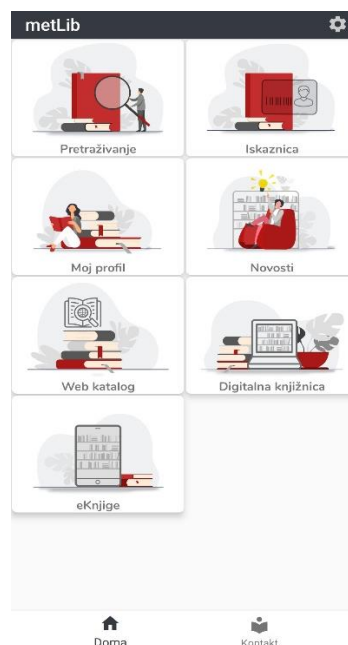 metLib
Pretraživanje
Iskaznica
Moj profil
Novosti
Web katalog
Digitalna knjižnica
eKnjige
Doma
Kontakt